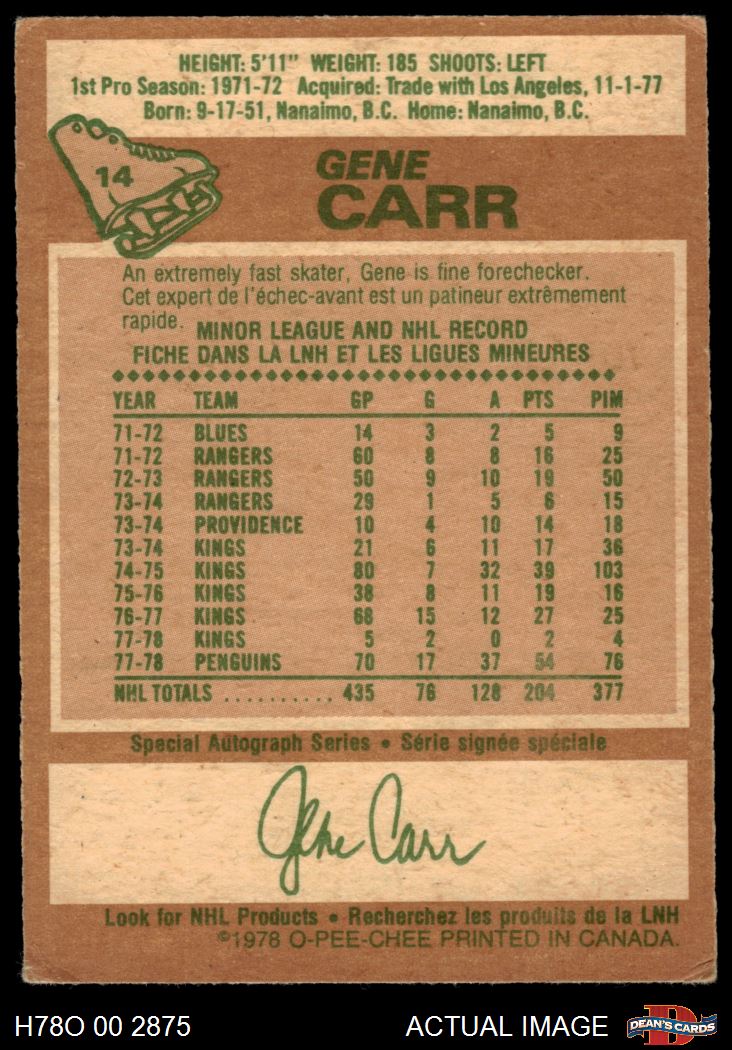 HEIGHT: 5'11" WEIGHT: 185 SHOOTS: LEFT
1st Pro Season: 1971-72 Acquired: Trade with Los Angeles, 11-1-77
Born: 9-17-51, Nanaimo, B.C. Home: Nanaimo, B.C.
14
GENE
CARR
An extremely fast skater, Gene is fine forechecker.
Cet expert de l'échec-avant est un patineur extrêmement
rapide.
MINOR LEAGUE AND NHL RECORD
FICHE DANS LA LNH ET LES LIGUES MINEURES
YEAR TEAM GP G A PTS PIM
71-72 BLUES 14 3 2 5 9
71-72 RANGERS 60 8 8 16 25
72-73 RANGERS 50 9 10 19 50
73-74 RANGERS 29 1 5 6 15
73-74 PROVIDENCE 10 4 10 14 18
73-74 KINGS 21 6 11 17 36
74-75 KINGS 80 7 32 39 103
75-76 KINGS 38 8 11 19 16
76-77 KINGS 68 15 12 27 25
77-78 KINGS 5 2 0 2 4
77-78 PENGUINS 70 17 37 54 76
NHL TOTALS .......... 435 76 128 204 377
Special Autograph Series • Série signée spéciale
Gene Carr
Look for NHL Products • Recherchez les produits de la LNH
©1978 O-PEE-CHEE PRINTED IN CANADA.
H78O 00 2875
ACTUAL IMAGE
DEAN'S CARDS